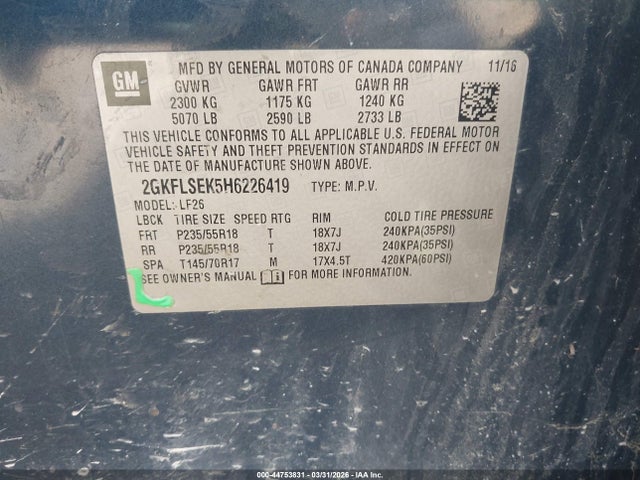 GM
MFD BY GENERAL MOTORS OF CANADA COMPANY 11/16
GVWR GAWR FRT GAWR RR
2300 KG 1175 KG 1240 KG
5070 LB 2590 LB 2733 LB
THIS VEHICLE CONFORMS TO ALL APPLICABLE U.S. FEDERAL MOTOR
VEHICLE SAFETY AND THEFT PREVENTION STANDARDS
IN EFFECT ON THE DATE OF MANUFACTURE SHOWN ABOVE.
2GKFLSEK5H6226419 TYPE: M.P.V.
MODEL: LF26
LBCK TIRE SIZE SPEED RTG RIM COLD TIRE PRESSURE
FRT P235/55R18 T 18X7J 240KPA(35PSI)
RR P235/55R18 T 18X7J 240KPA(35PSI)
SPA T145/70R17 M 17X4.5T 420KPA(60PSI)
SEE OWNER'S MANUAL FOR MORE INFORMATION
000-44753831 - 03/31/2026 - IAA Inc.